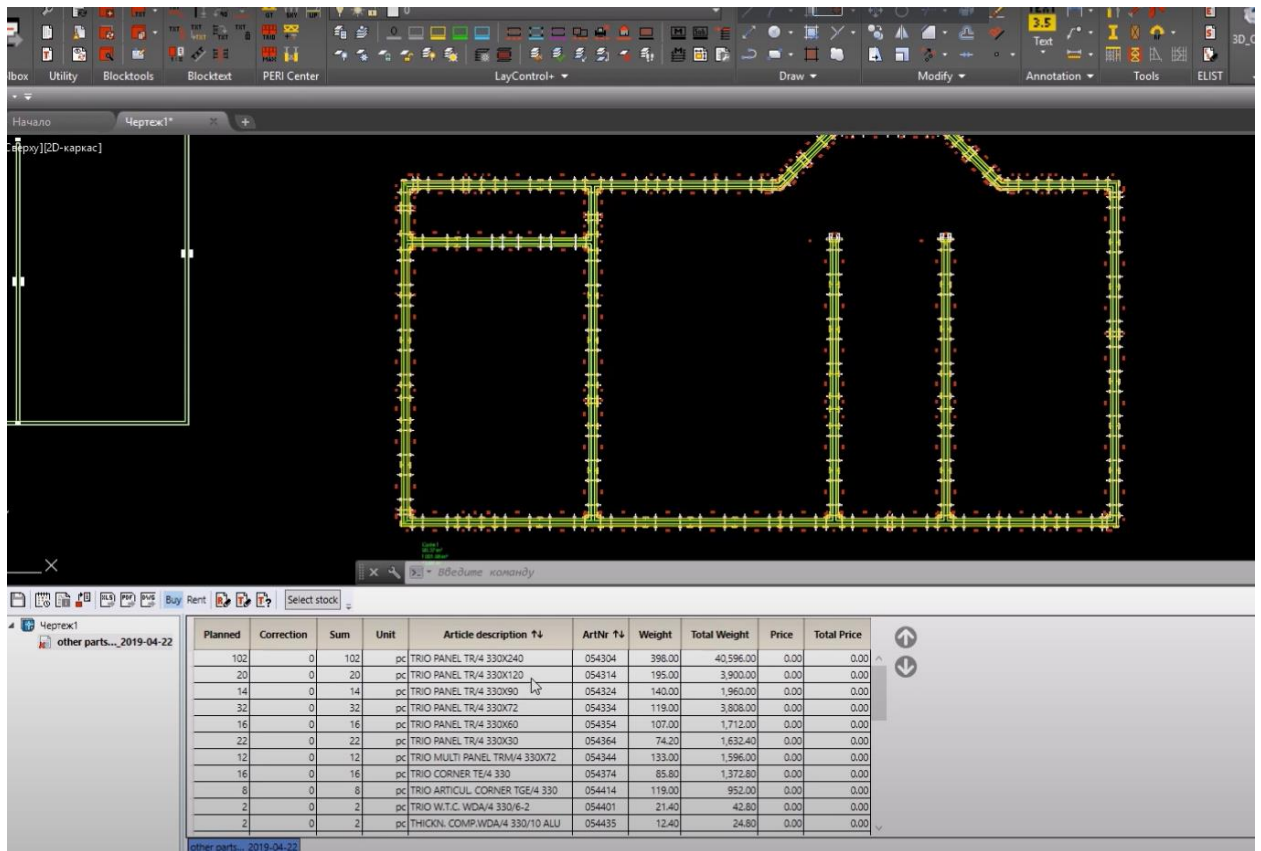 3.5
Text
3D_C
lbox Utility Blocktools Blocktext PERI Center LayControl+ Draw Modify Annotation Tools ELIST
Начало Чертеж1* +
Сверху][2D-каркас]
Введите команду
XLS PDF DWS Buy Rent Select stock
Чертеж1
other parts..._2019-04-22
Planned Correction Sum Unit Article description ArtNr Weight Total Weight Price Total Price
102 0 102 pc TRIO PANEL TR/4 330X240 054304 398.00 40,596.00 0.00 0.00
20 0 20 pc TRIO PANEL TR/4 330X120 054314 195.00 3,900.00 0.00 0.00
14 0 14 pc TRIO PANEL TR/4 330X90 054324 140.00 1,960.00 0.00 0.00
32 0 32 pc TRIO PANEL TR/4 330X72 054334 119.00 3,808.00 0.00 0.00
16 0 16 pc TRIO PANEL TR/4 330X60 054354 107.00 1,712.00 0.00 0.00
22 0 22 pc TRIO PANEL TR/4 330X30 054364 74.20 1,632.40 0.00 0.00
12 0 12 pc TRIO MULTI PANEL TRM/4 330X72 054344 133.00 1,596.00 0.00 0.00
16 0 16 pc TRIO CORNER TE/4 330 054374 85.80 1,372.80 0.00 0.00
8 0 8 pc TRIO ARTICUL. CORNER TGE/4 330 054414 119.00 952.00 0.00 0.00
2 0 2 pc TRIO W.T.C. WDA/4 330/6-2 054401 21.40 42.80 0.00 0.00
2 0 2 pc THICKN. COMP.WDA/4 330/10 ALU 054435 12.40 24.80 0.00 0.00
other parts... 2019-04-22